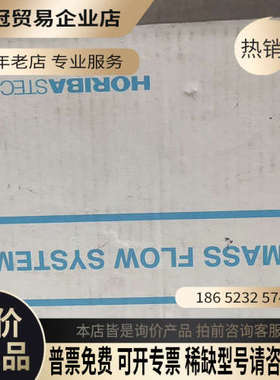 冠贸易企业店
年老店 专业服务
热销
HORIBASTEC
MASS FLOW SYSTEM
价
品
186 5232 574
本店皆是询价产品 拍前咨询客服
普票免费 可开专票 稀缺型号请咨